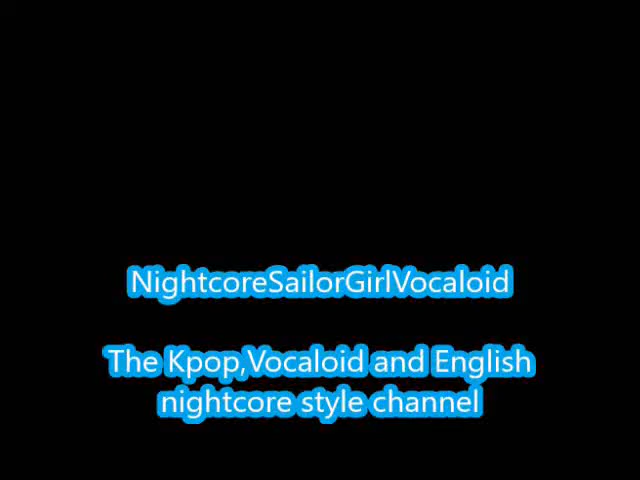 NightcoreSailorGirlVocaloid
The Kpop,Vocaloid and English
nightcore style channel